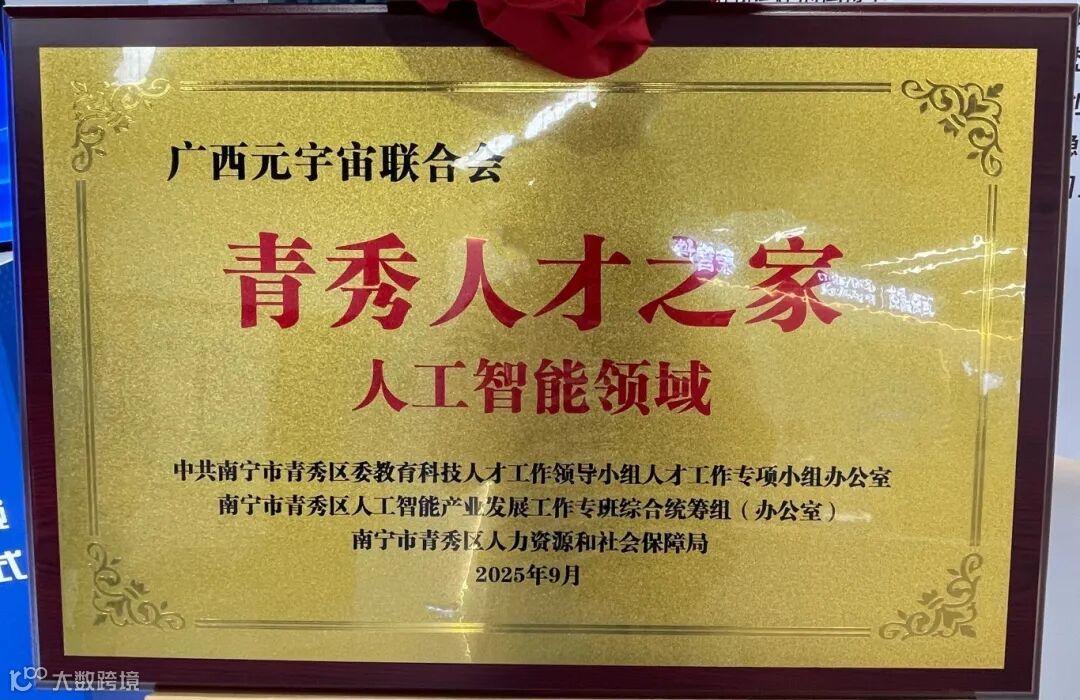 广西元宇宙联合会
青秀人才之家
人工智能领域
中共南宁市青秀区委教育科技人才工作领导小组人才工作专项小组办公室
南宁市青秀区人工智能产业发展工作专班综合统筹组(办公室)
南宁市青秀区人力资源和社会保障局
2025年9月
式
大数跨境